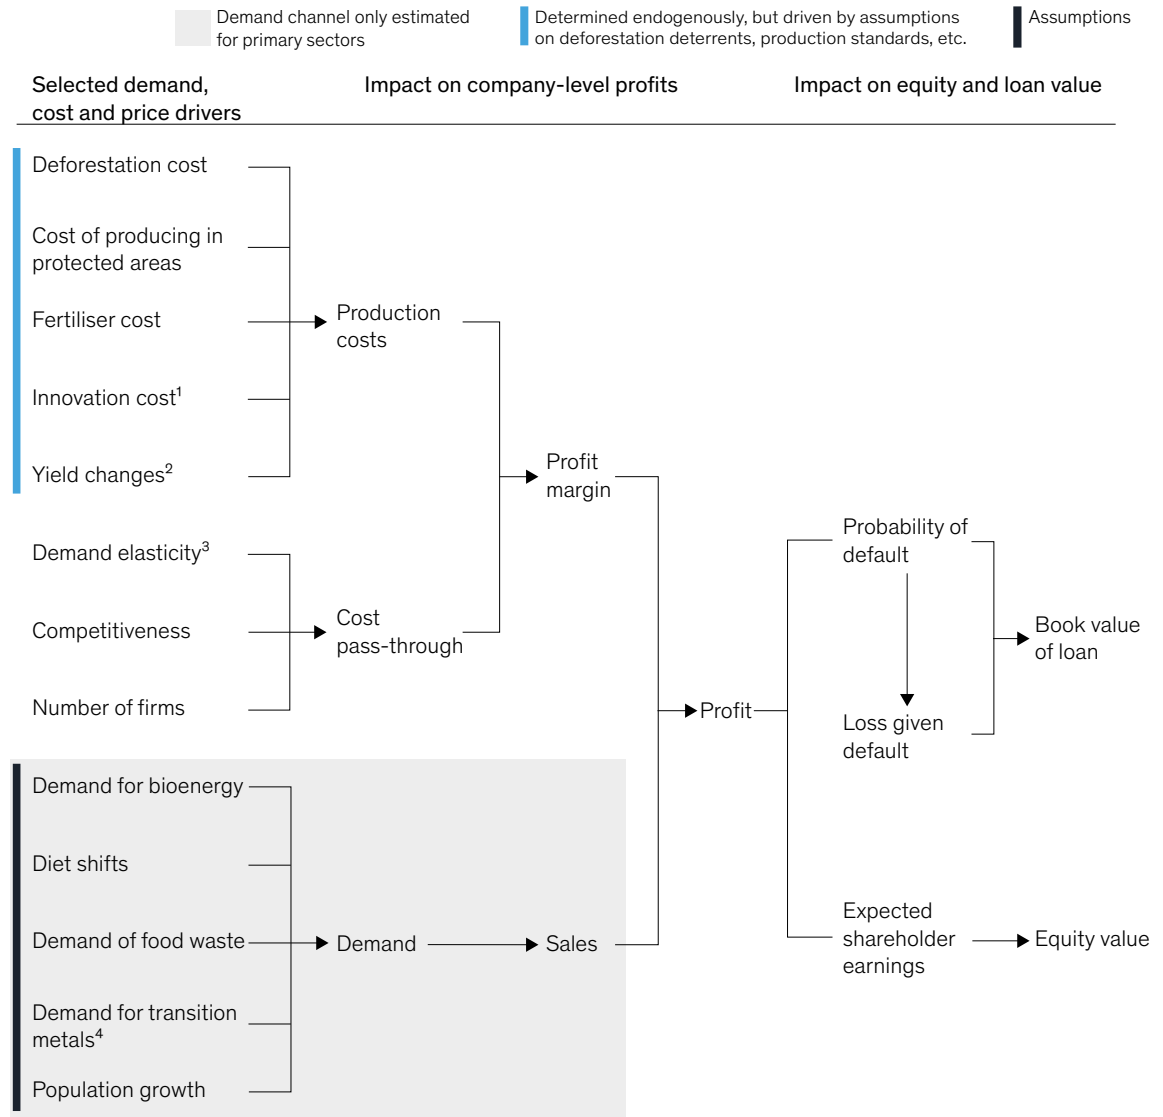 Demand channel only estimated
for primary sectors
Determined endogenously, but driven by assumptions
on deforestation deterrents, production standards, etc.
Assumptions
Selected demand,
cost and price drivers
Impact on company-level profits
Impact on equity and loan value
Deforestation cost
Cost of producing in
protected areas
Fertiliser cost
Innovation cost¹
Yield changes²
Demand elasticity³
Competitiveness
Number of firms
Demand for bioenergy
Diet shifts
Demand of food waste
Demand for transition
metals⁴
Population growth
Production
costs
Cost
pass-through
Demand
Profit
margin
Sales
Profit
Probability of
default
Loss given
default
Expected
shareholder
earnings
Book value
of loan
Equity value